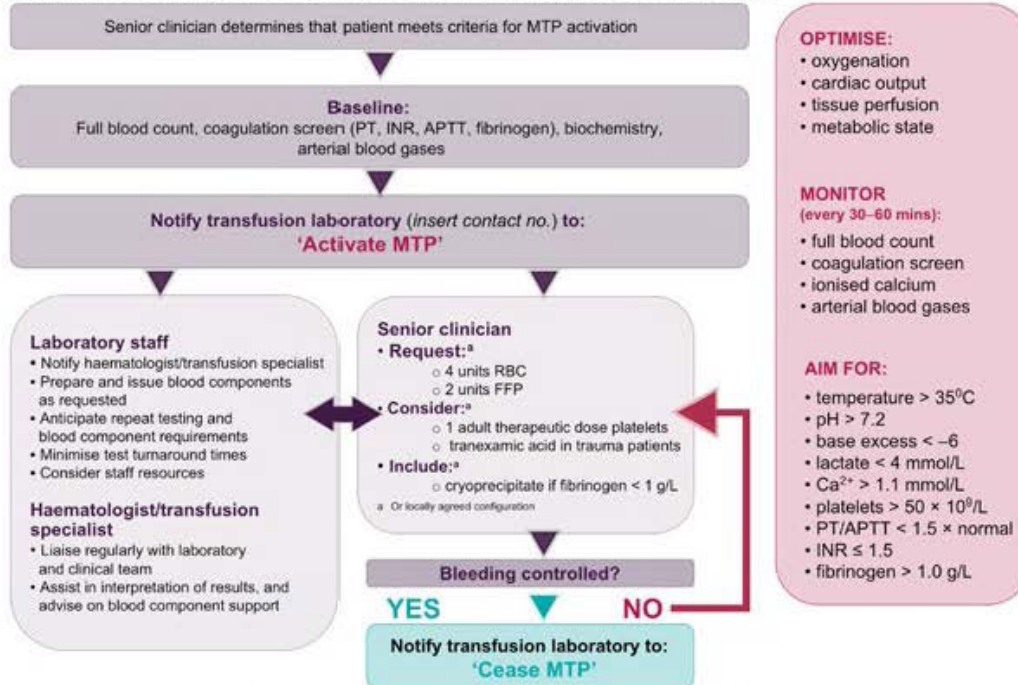 Senior clinician determines that patient meets criteria for MTP activation
Baseline:
Full blood count, coagulation screen (PT, INR, APTT, fibrinogen), biochemistry,
arterial blood gases
Notify transfusion laboratory (insert contact no.) to:
‘Activate MTP’
Laboratory staff
• Notify haematologist/transfusion specialist
• Prepare and issue blood components
as requested
• Anticipate repeat testing and
blood component requirements
• Minimise test turnaround times
• Consider staff resources
Haematologist/transfusion
specialist
• Liaise regularly with laboratory
and clinical team
• Assist in interpretation of results, and
advise on blood component support
Senior clinician
• Request:ᵃ
o 4 units RBC
o 2 units FFP
• Consider:ᵃ
o 1 adult therapeutic dose platelets
o tranexamic acid in trauma patients
• Include:ᵃ
o cryoprecipitate if fibrinogen < 1 g/L
a Or locally agreed configuration
Bleeding controlled?
YES NO
Notify transfusion laboratory to:
‘Cease MTP’
OPTIMISE:
• oxygenation
• cardiac output
• tissue perfusion
• metabolic state
MONITOR
(every 30–60 mins):
• full blood count
• coagulation screen
• ionised calcium
• arterial blood gases
AIM FOR:
• temperature > 35⁰C
• pH > 7.2
• base excess < –6
• lactate < 4 mmol/L
• Ca²⁺ > 1.1 mmol/L
• platelets > 50 × 10⁹/L
• PT/APTT < 1.5 × normal
• INR ≤ 1.5
• fibrinogen > 1.0 g/L